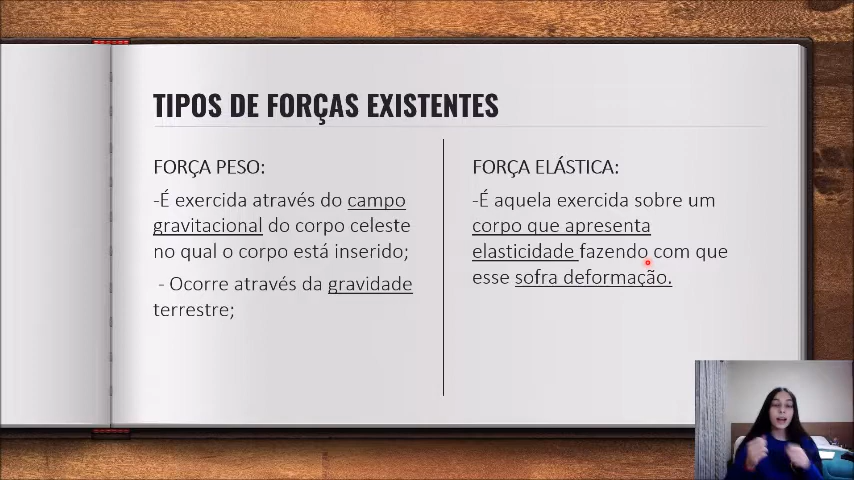 TIPOS DE FORÇAS EXISTENTES
FORÇA PESO:
-É exercida através do campo
gravitacional do corpo celeste
no qual o corpo está inserido;
- Ocorre através da gravidade
terrestre;
FORÇA ELÁSTICA:
-É aquela exercida sobre um
corpo que apresenta
elasticidade fazendo com que
esse sofra deformação.